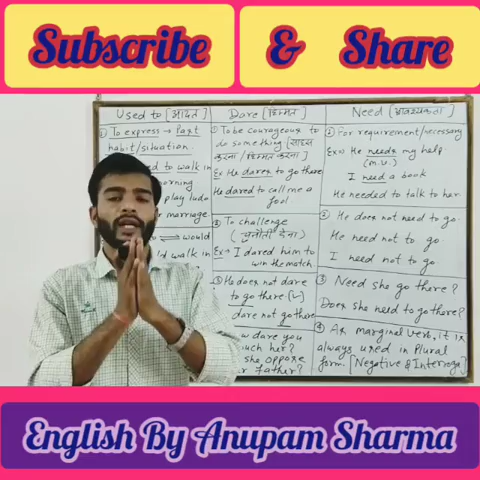 Subscribe & Share
Used to [आदत]
① To express → Past
habit/situation.
used to walk in
morning
play ludo
marriage.
⇌ would
walk in
Dare [हिम्मत]
① To be courageous to
do something [साहस
करना / हिम्मत करना]
Ex He dares to go there
He dared to call me a
fool
② To challenge
(चुनौती देना)
Ex → I dared him to
win the match
③ He does not dare
to go there (✓)
dare not go there
dare you
her?
she oppose
father?
Need [आवश्यकता]
① For requirement/necessary
Ex → He needs my help
(m.v.)
I need a book
He needed to talk to her.
② He does not need to go.
He need not to go.
I need not to go
③ Need she go there?
Does she need to go there?
④ As marginal verb, it is
always used in Plural
form. [Negative & Interroga]
English By Anupam Sharma